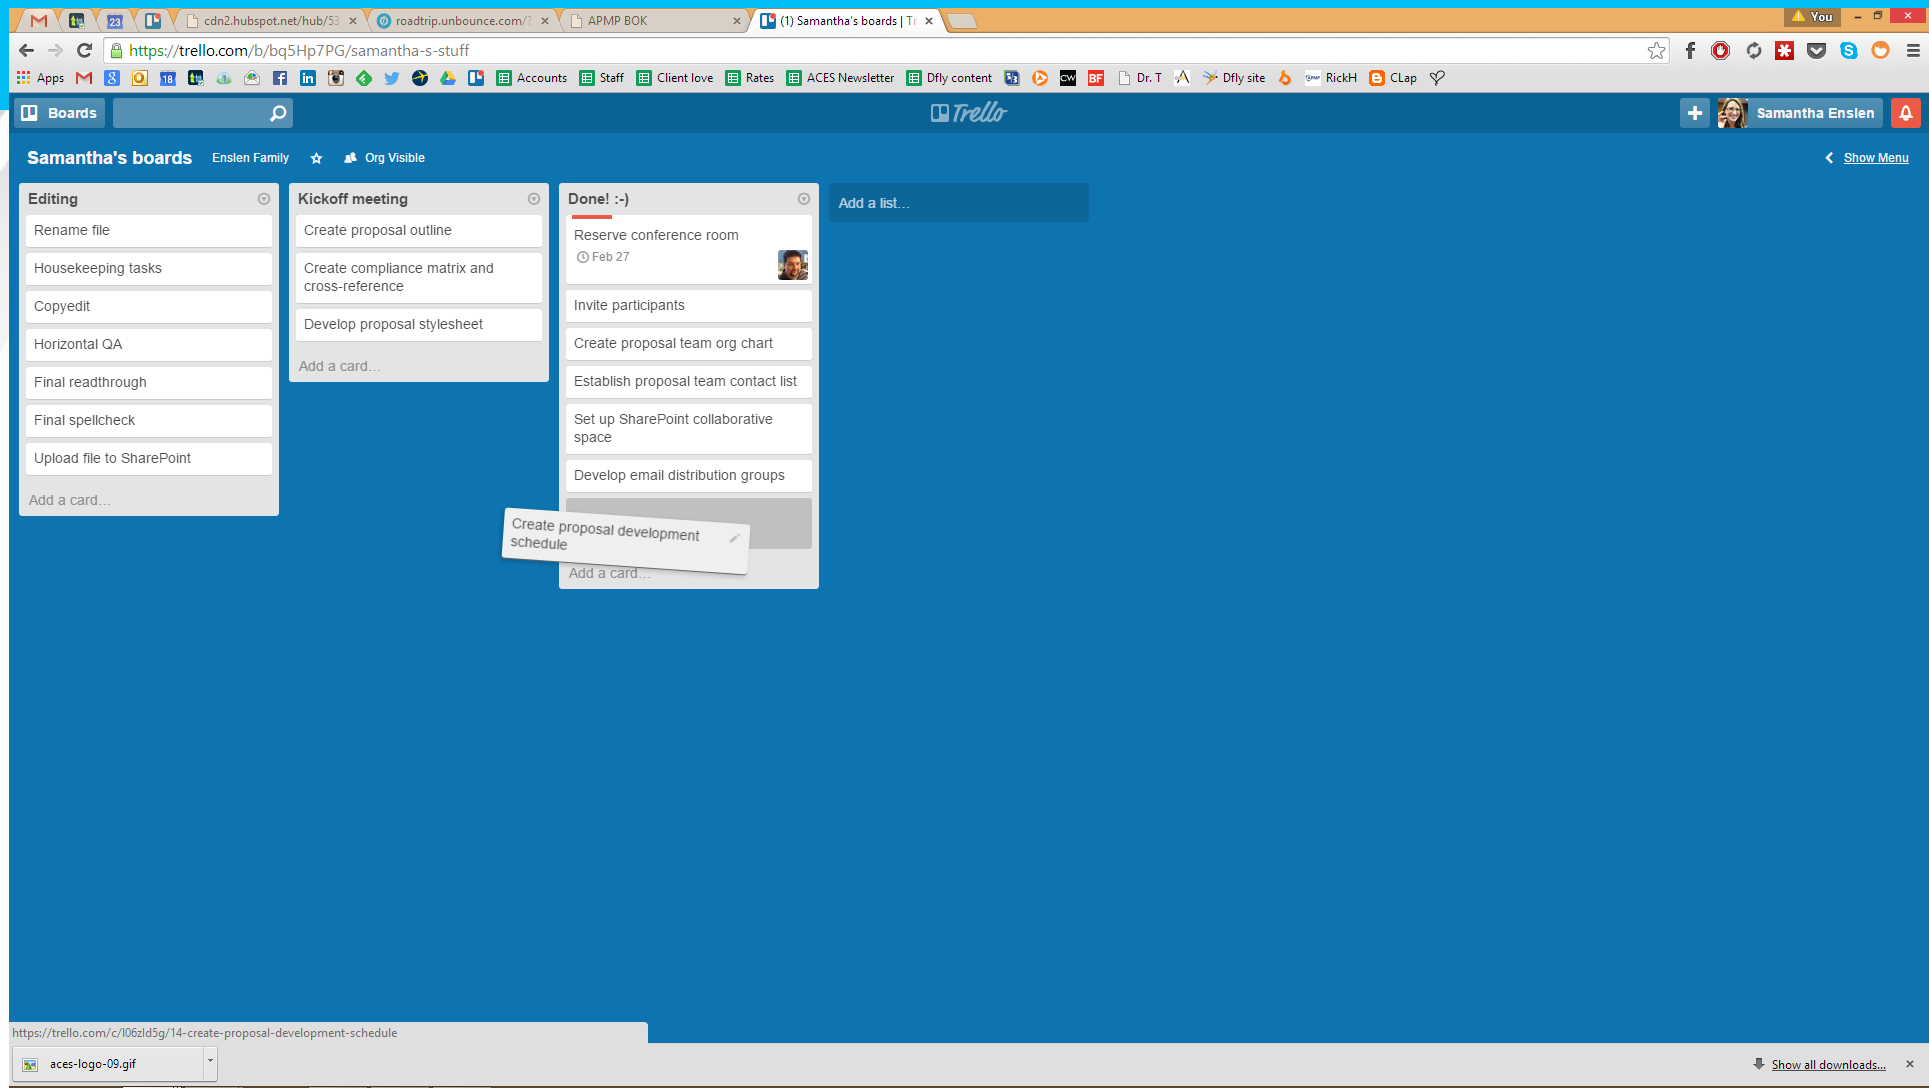 cdn2.hubspot.net/hub/53
roadtrip.unbounce.com/?
APMP BOK
(1) Samantha's boards | Tr
You
https://trello.com/b/bq5Hp7PG/samantha-s-stuff
Apps
Accounts
Staff
Client love
Rates
ACES Newsletter
Dfly content
CW
BF
Dr. T
Dfly site
RickH
CLap
Boards
Trello
Samantha Enslen
Samantha's boards
Enslen Family
Org Visible
Show Menu
Editing
Rename file
Housekeeping tasks
Copyedit
Horizontal QA
Final readthrough
Final spellcheck
Upload file to SharePoint
Add a card…
Kickoff meeting
Create proposal outline
Create compliance matrix and
cross-reference
Develop proposal stylesheet
Add a card…
Done! :-)
Reserve conference room
Feb 27
Invite participants
Create proposal team org chart
Establish proposal team contact list
Set up SharePoint collaborative
space
Develop email distribution groups
Create proposal development
schedule
Add a card…
Add a list…
https://trello.com/c/I06zId5g/14-create-proposal-development-schedule
aces-logo-09.gif
Show all downloads...